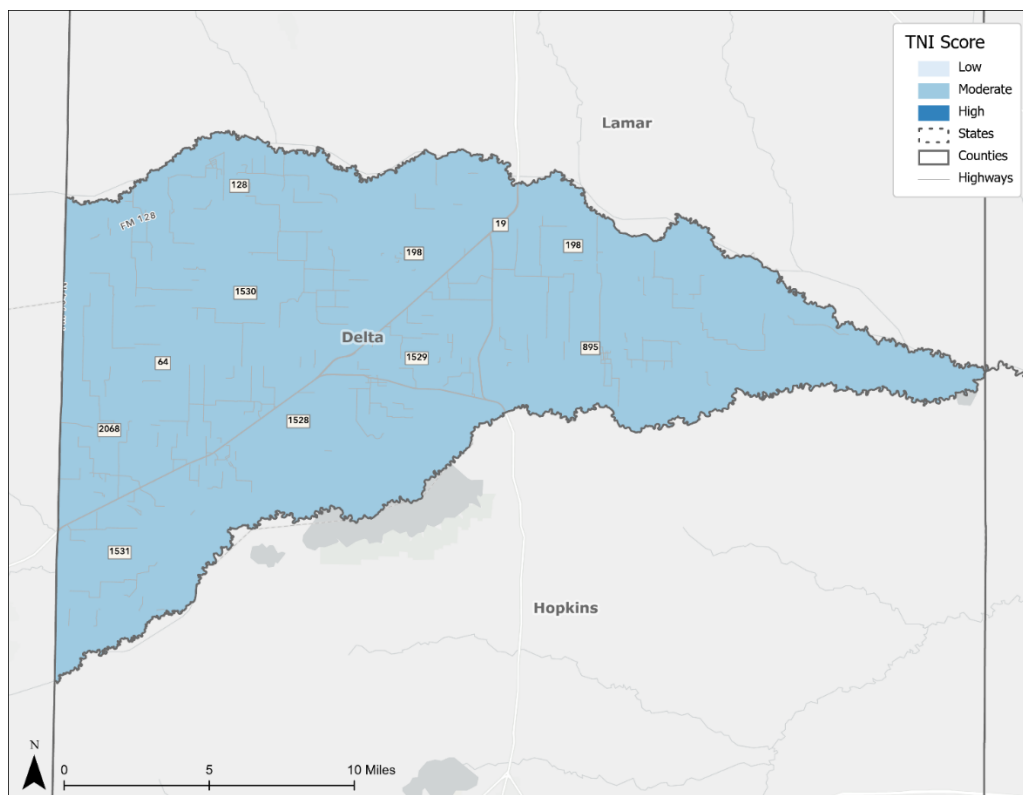 TNI Score
Low
Moderate
High
States
Counties
Highways
Lamar
128
FM 128
19
198
198
1530
Delta
895
1529
64
1528
2068
1531
Hopkins
N
0 5 10 Miles